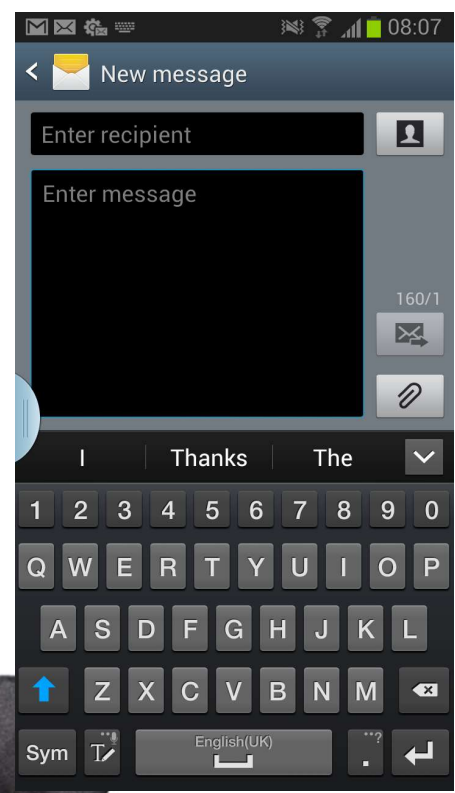 08:07
New message
Enter recipient
Enter message
160/1
I Thanks The
1 2 3 4 5 6 7 8 9 0
Q W E R T Y U I O P
A S D F G H J K L
Z X C V B N M
Sym T English(UK) . ..?